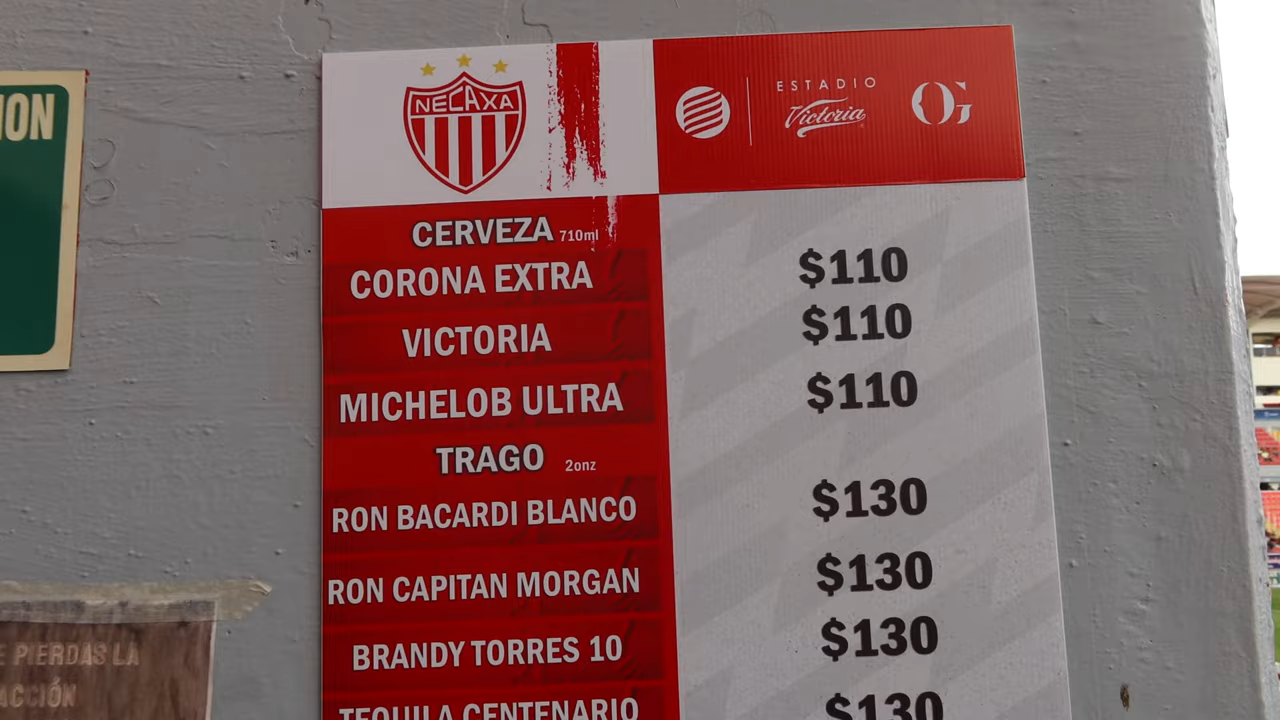 ION
NECAXA
ESTADIO
Victoria
OG
CERVEZA 710ml
CORONA EXTRA $110
VICTORIA $110
MICHELOB ULTRA $110
TRAGO 2onz
RON BACARDI BLANCO $130
RON CAPITAN MORGAN $130
BRANDY TORRES 10 $130
TEQUILA CENTENARIO $130
E PIERDAS LA
ACCIÓN